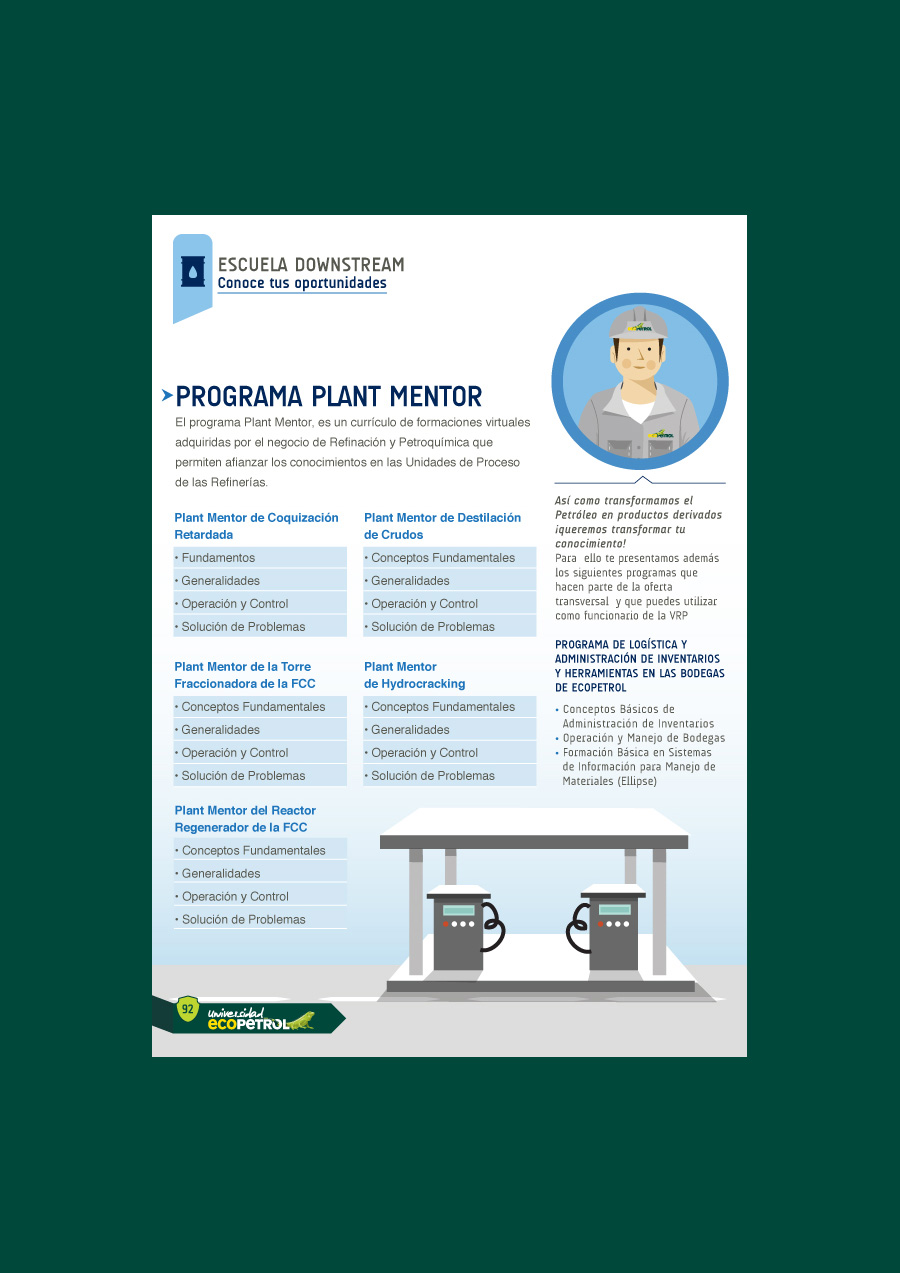 ESCUELA DOWNSTREAM
Conoce tus oportunidades
PROGRAMA PLANT MENTOR
El programa Plant Mentor, es un currículo de formaciones virtuales
adquiridas por el negocio de Refinación y Petroquímica que
permiten afianzar los conocimientos en las Unidades de Proceso
de las Refinerías.
Plant Mentor de Coquización
Retardada
• Fundamentos
• Generalidades
• Operación y Control
• Solución de Problemas
Plant Mentor de Destilación
de Crudos
• Conceptos Fundamentales
• Generalidades
• Operación y Control
• Solución de Problemas
Plant Mentor de la Torre
Fraccionadora de la FCC
• Conceptos Fundamentales
• Generalidades
• Operación y Control
• Solución de Problemas
Plant Mentor
de Hydrocracking
• Conceptos Fundamentales
• Generalidades
• Operación y Control
• Solución de Problemas
Plant Mentor del Reactor
Regenerador de la FCC
• Conceptos Fundamentales
• Generalidades
• Operación y Control
• Solución de Problemas
ECOPETROL
ECOPETROL
Así como transformamos el
Petróleo en productos derivados
¡queremos transformar tu
conocimiento!
Para ello te presentamos además
los siguientes programas que
hacen parte de la oferta
transversal y que puedes utilizar
como funcionario de la VRP
PROGRAMA DE LOGÍSTICA Y
ADMINISTRACIÓN DE INVENTARIOS
Y HERRAMIENTAS EN LAS BODEGAS
DE ECOPETROL
• Conceptos Básicos de
Administración de Inventarios
• Operación y Manejo de Bodegas
• Formación Básica en Sistemas
de Información para Manejo de
Materiales (Ellipse)
92
Universidad
ECOPETROL